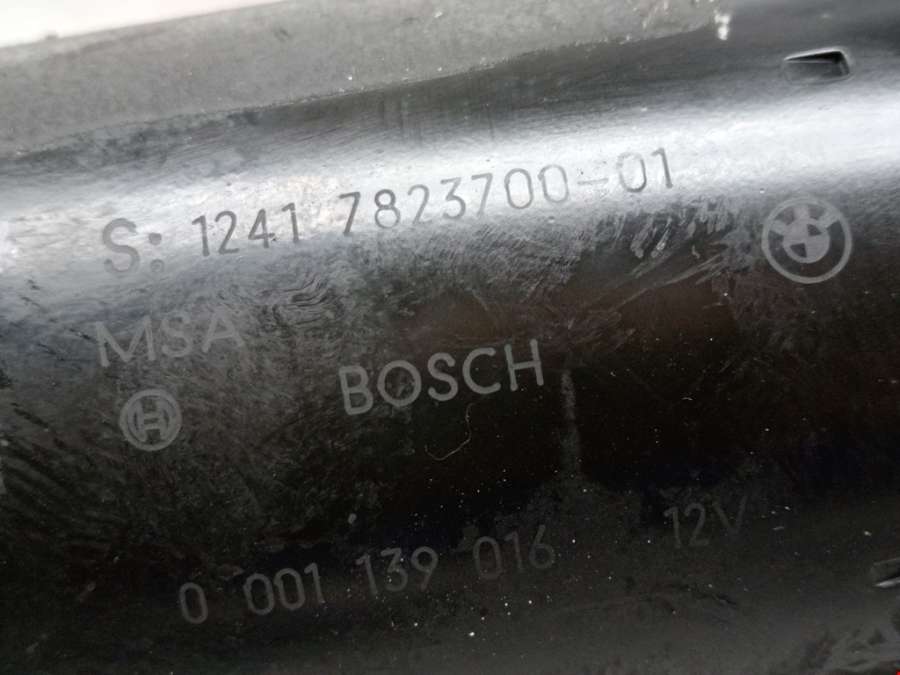 S: 1241 7823700-01
MSA
BOSCH
0 001 139 016 12V